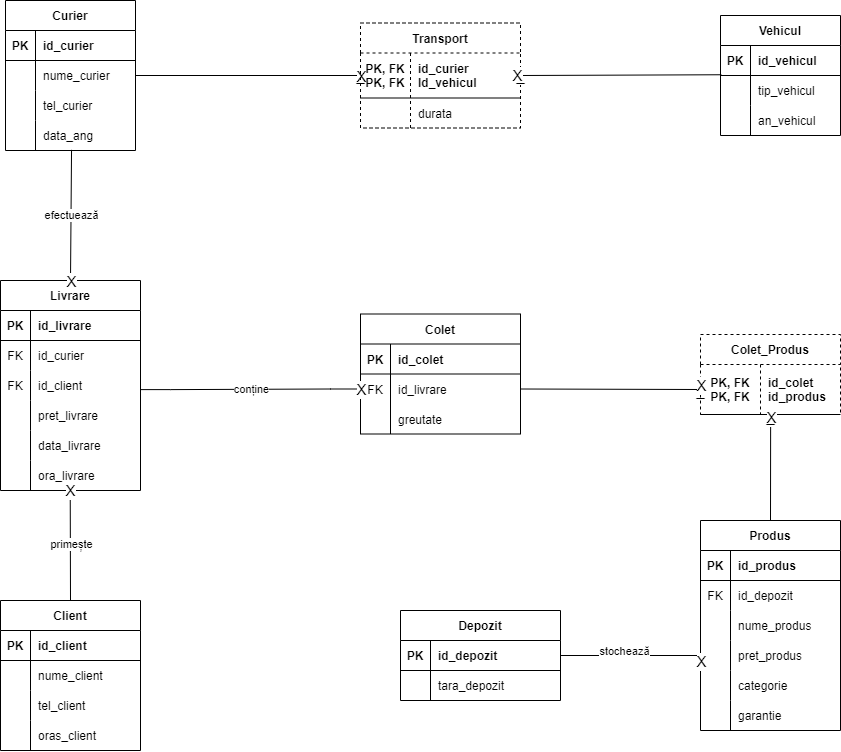 Curier
PK id_curier
nume_curier
tel_curier
data_ang
Transport
PK, FK id_curier
PK, FK Id_vehicul
durata
Vehicul
PK id_vehicul
tip_vehicul
an_vehicul
efectuează
Livrare
PK id_livrare
FK id_curier
FK id_client
pret_livrare
data_livrare
ora_livrare
conține
Colet
PK id_colet
FK id_livrare
greutate
Colet_Produs
PK, FK id_colet
PK, FK id_produs
primește
Client
PK id_client
nume_client
tel_client
oras_client
Depozit
PK id_depozit
tara_depozit
stochează
Produs
PK id_produs
FK id_depozit
nume_produs
pret_produs
categorie
garantie